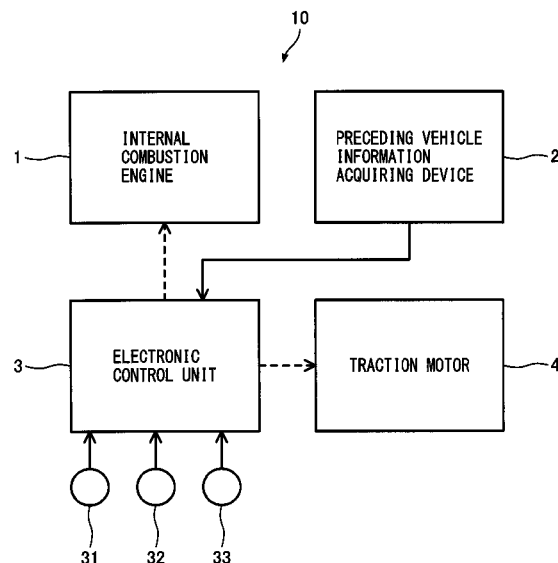 10
INTERNAL
COMBUSTION
ENGINE
1
PRECEDING VEHICLE
INFORMATION
ACQUIRING DEVICE
2
ELECTRONIC
CONTROL UNIT
3
TRACTION MOTOR
4
31
32
33